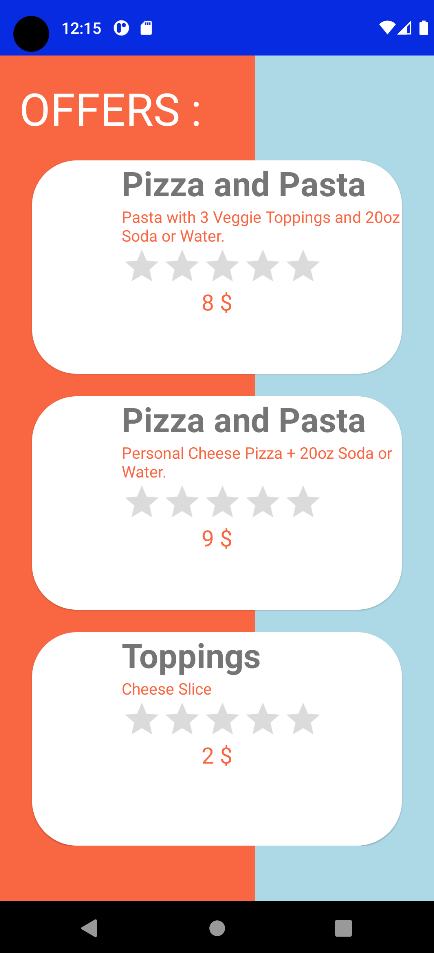 12:15
OFFERS :
Pizza and Pasta
Pasta with 3 Veggie Toppings and 20oz
Soda or Water.
8 $
Pizza and Pasta
Personal Cheese Pizza + 20oz Soda or
Water.
9 $
Toppings
Cheese Slice
2 $